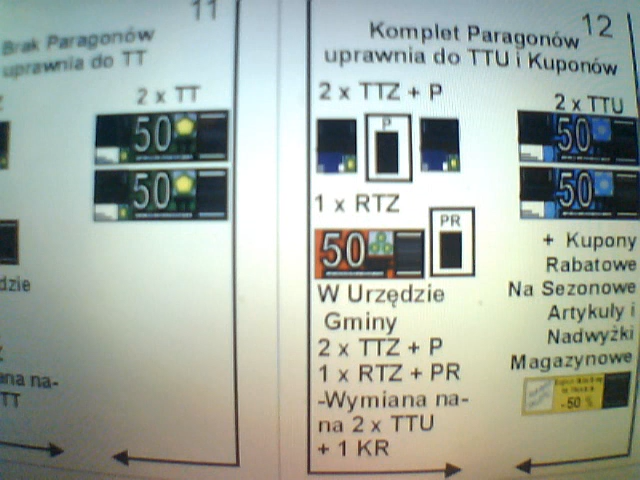 11
Brak Paragonów
uprawnia do TT
2 x TT
50
50
dzie
ana na-
TT
12
Komplet Paragonów
uprawnia do TTU i Kuponów
2 x TTZ + P
P
1 x RTZ
50
PR
W Urzędzie
Gminy
2 x TTZ + P
1 x RTZ + PR
-Wymiana na-
na 2 x TTU
+ 1 KR
2 x TTU
50
50
+ Kupony
Rabatowe
Na Sezonowe
Artykuły i
Nadwyżki
Magazynowe
-50 %